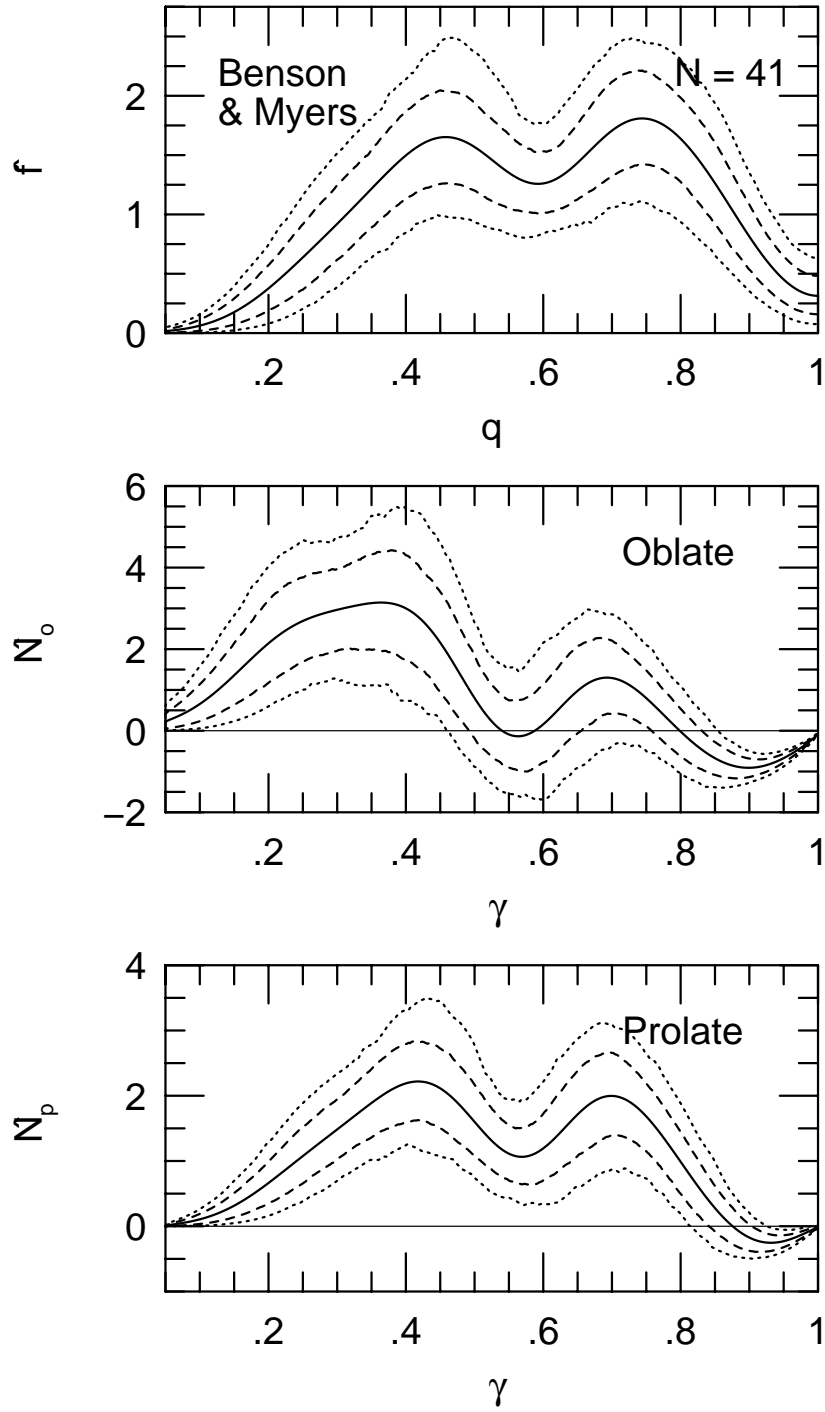 Benson
& Myers
N = 41
2
1
0
f̂
.2 .4 .6 .8 1
q
6
4
2
0
−2
Oblate
N̂o
.2 .4 .6 .8 1
γ
4
2
0
Prolate
N̂p
.2 .4 .6 .8 1
γ